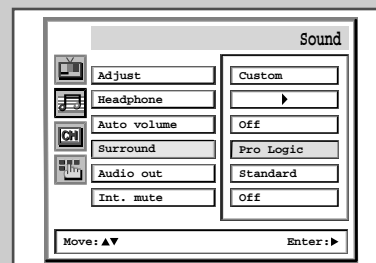 Sound
Adjust Custom
Headphone ▶
Auto volume Off
CH
Surround Pro Logic
Audio out Standard
Int. mute Off
Move:▲▼ Enter:▶